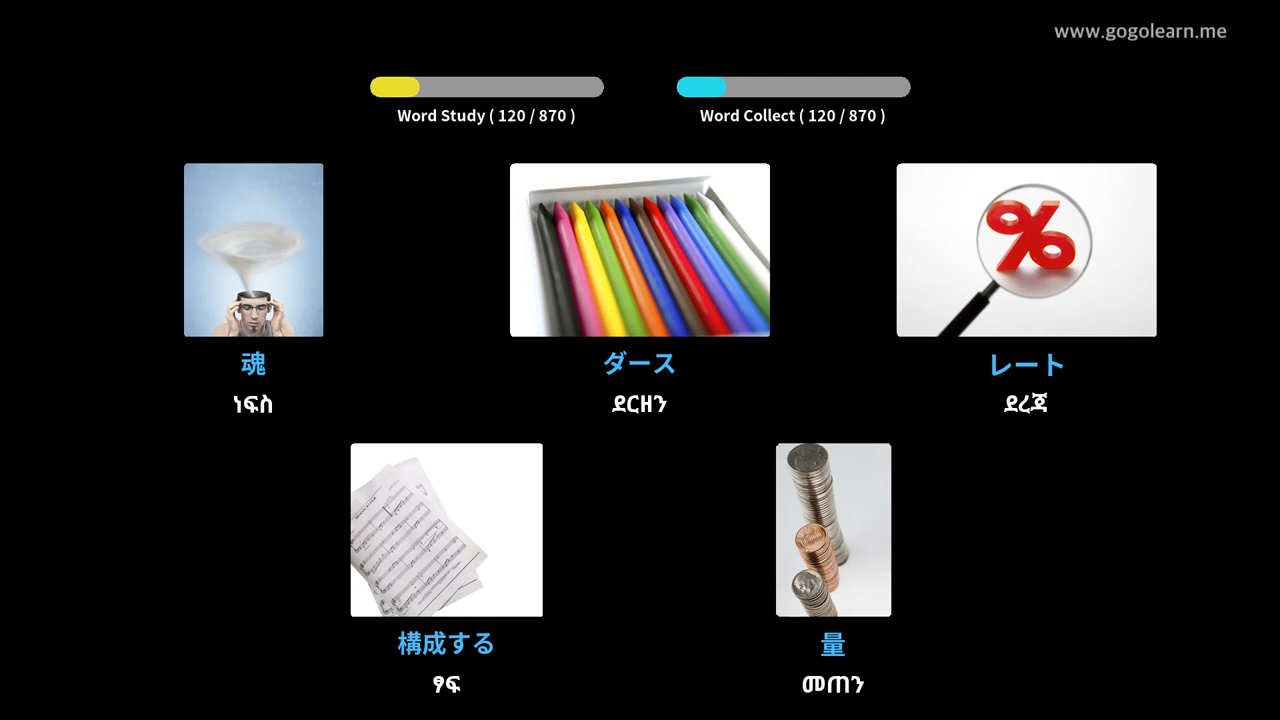 www.gogolearn.me
Word Study ( 120 / 870 )
Word Collect ( 120 / 870 )
魂
ነፍስ
ダース
ደርዘን
レート
ደረጃ
構成する
ፃፍ
量
መጠን